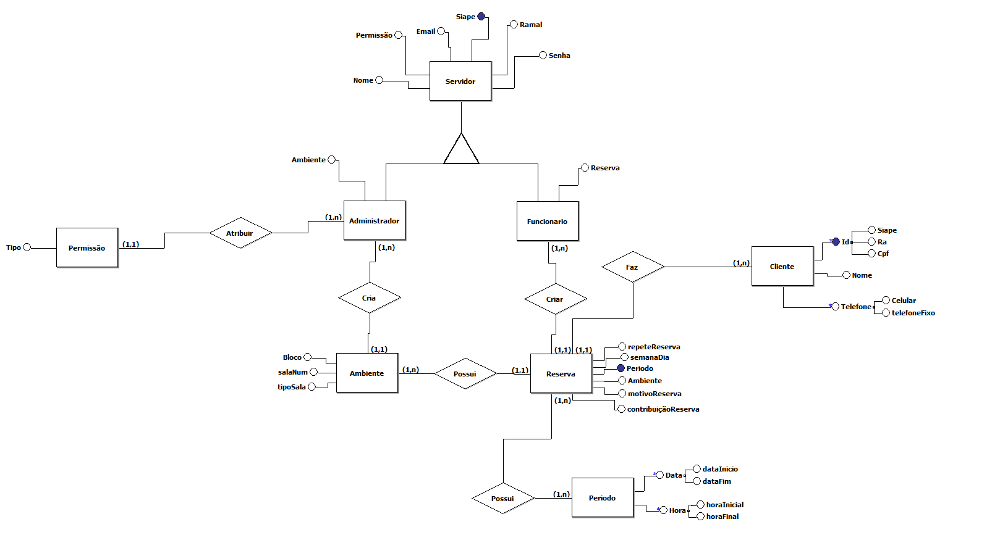 Siape
Ramal
Email
Permissão
Senha
Nome
Servidor
Ambiente
Reserva
Administrador
Funcionario
(1,n)
Atribuir
Permissão
Tipo
(1,1)
(1,n)
(1,n)
Siape
Id
Ra
Cpf
Cliente
(1,n)
Faz
Nome
Cria
Criar
* Telefone
Celular
telefoneFixo
(1,1)
(1,1)
(1,1)
repeteReserva
semanaDia
Periodo
Ambiente
motivoReserva
contribuiçãoReserva
Bloco
salaNum
tipoSala
Ambiente
(1,n)
Possui
(1,1)
Reserva
(1,n)
Possui
(1,n)
Periodo
* Data
dataInicio
dataFim
* Hora
horaInicial
horaFinal